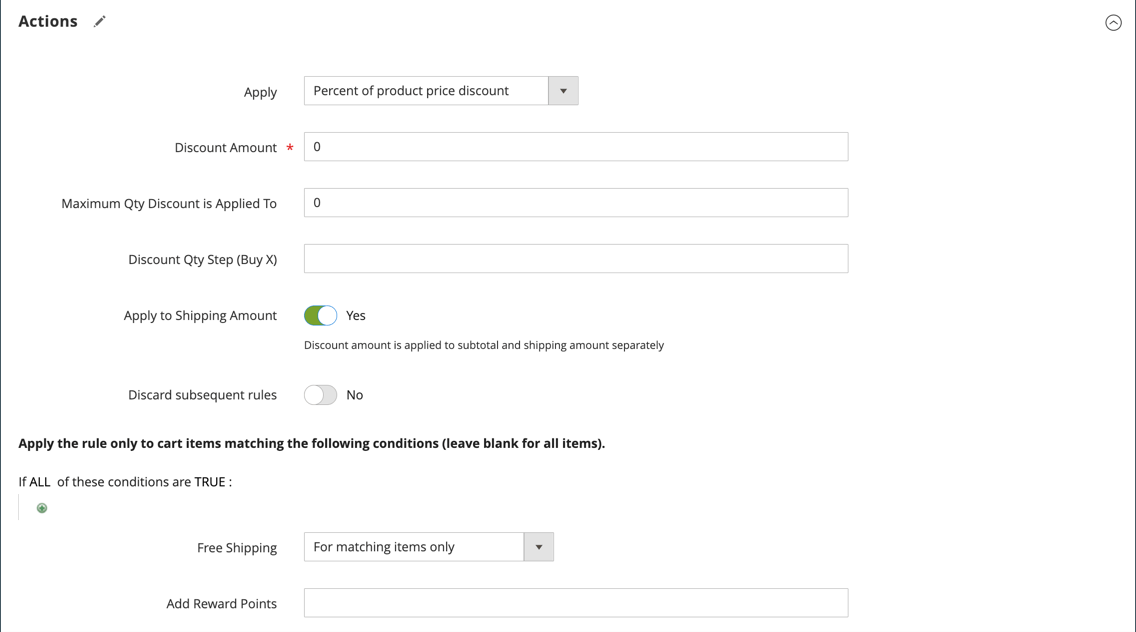 Actions
Apply Percent of product price discount
Discount Amount * 0
Maximum Qty Discount is Applied To 0
Discount Qty Step (Buy X)
Apply to Shipping Amount Yes
Discount amount is applied to subtotal and shipping amount separately
Discard subsequent rules No
Apply the rule only to cart items matching the following conditions (leave blank for all items).
If ALL of these conditions are TRUE :
Free Shipping For matching items only
Add Reward Points